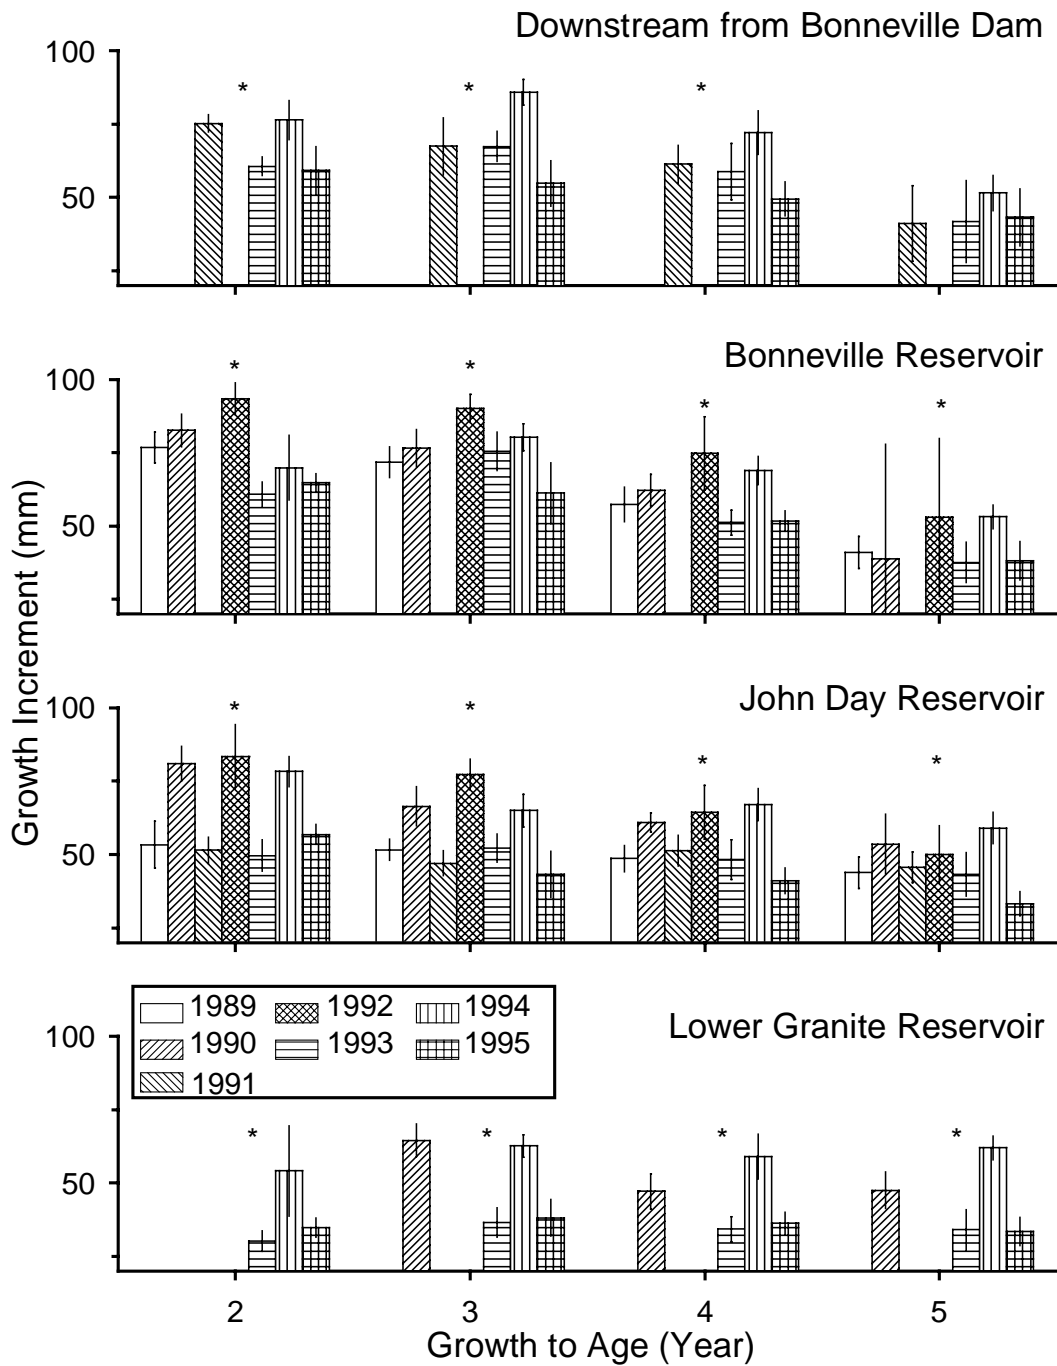 Downstream from Bonneville Dam
100
* * *
50
Bonneville Reservoir
100
* * * *
50
Growth Increment (mm)
John Day Reservoir
100
* * * *
50
1989 1992 1994
1990 1993 1995
1991
Lower Granite Reservoir
100
* * * *
50
2 3 4 5
Growth to Age (Year)